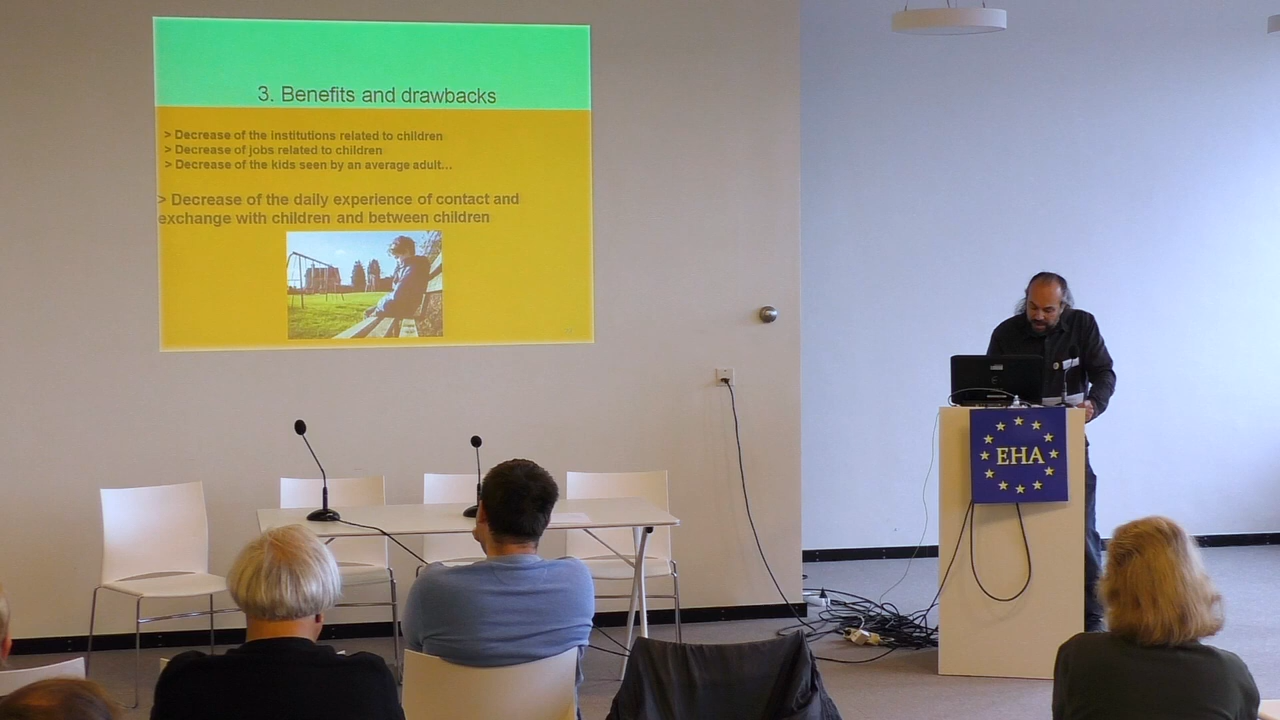 3. Benefits and drawbacks
> Decrease of the institutions related to children
> Decrease of jobs related to children
> Decrease of the kids seen by an average adult...
> Decrease of the daily experience of contact and
exchange with children and between children
EHA